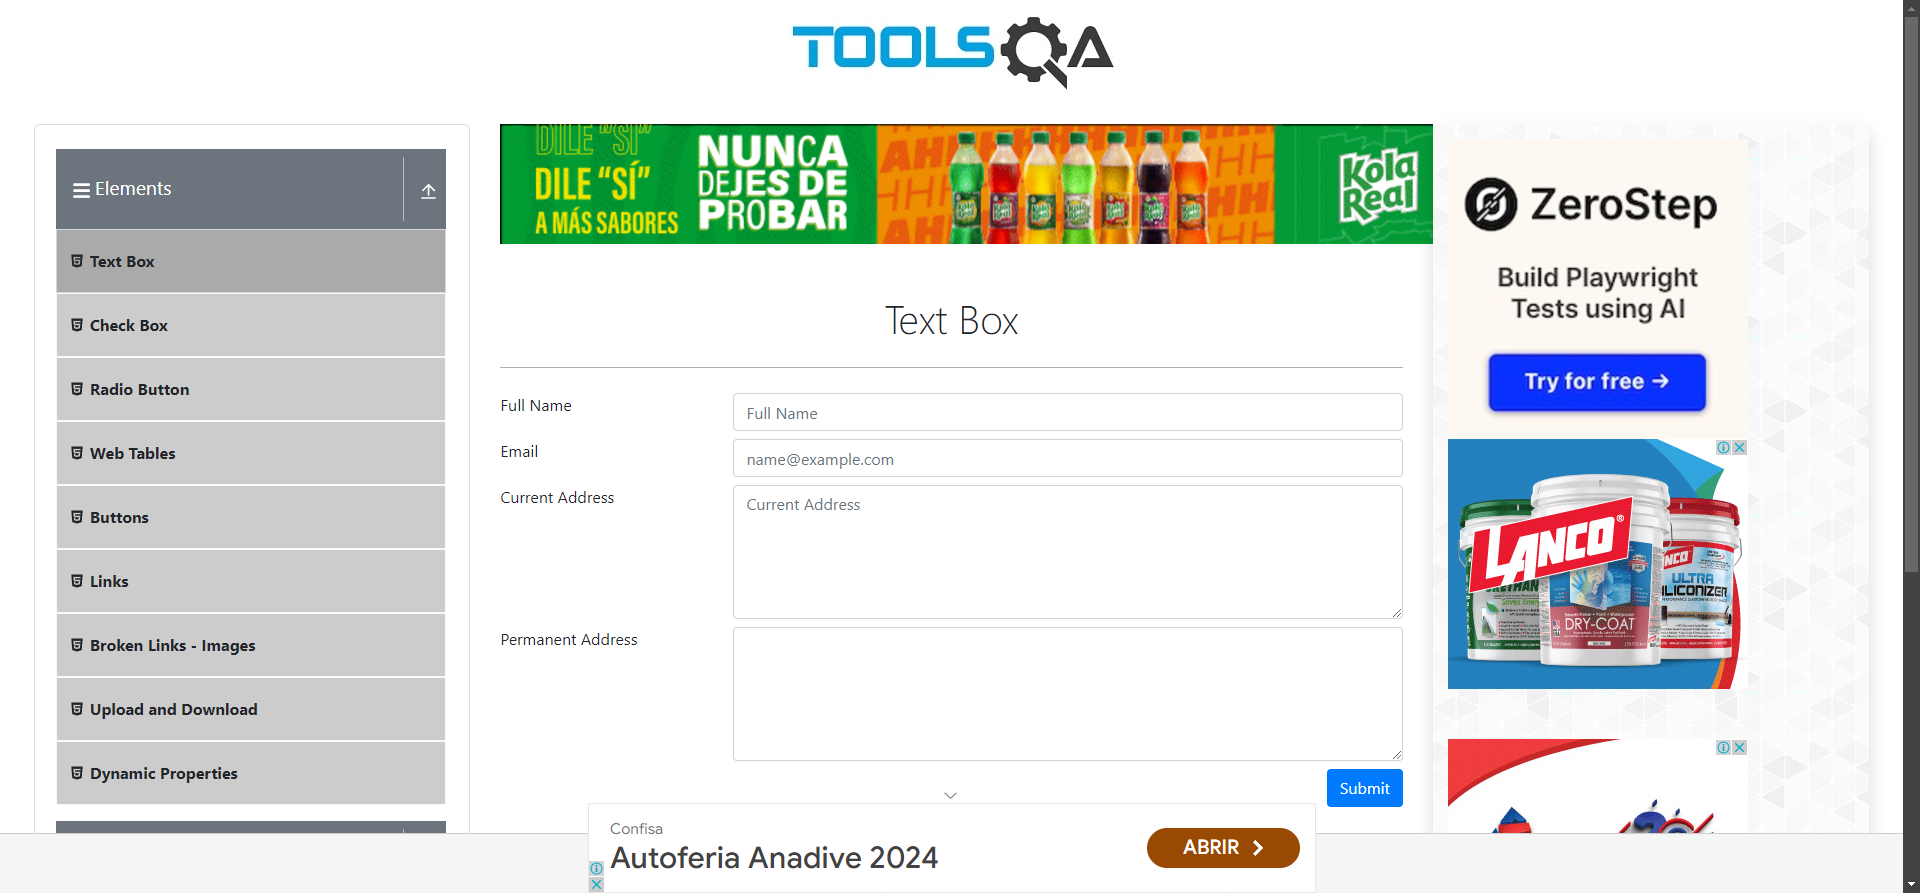 TOOLSQA
Elements
Text Box
Check Box
Radio Button
Web Tables
Buttons
Links
Broken Links - Images
Upload and Download
Dynamic Properties
DILE "SÍ"
DILE "SÍ"
A MÁS SABORES
NUNCA
DEJES DE
PROBAR
Kola
Real
Text Box
Full Name
Full Name
Email
name@example.com
Current Address
Current Address
Permanent Address
Submit
ZeroStep
Build Playwright
Tests using AI
Try for free →
LANCO®
ULTRA
DRY-COAT
Confisa
Autoferia Anadive 2024
ABRIR